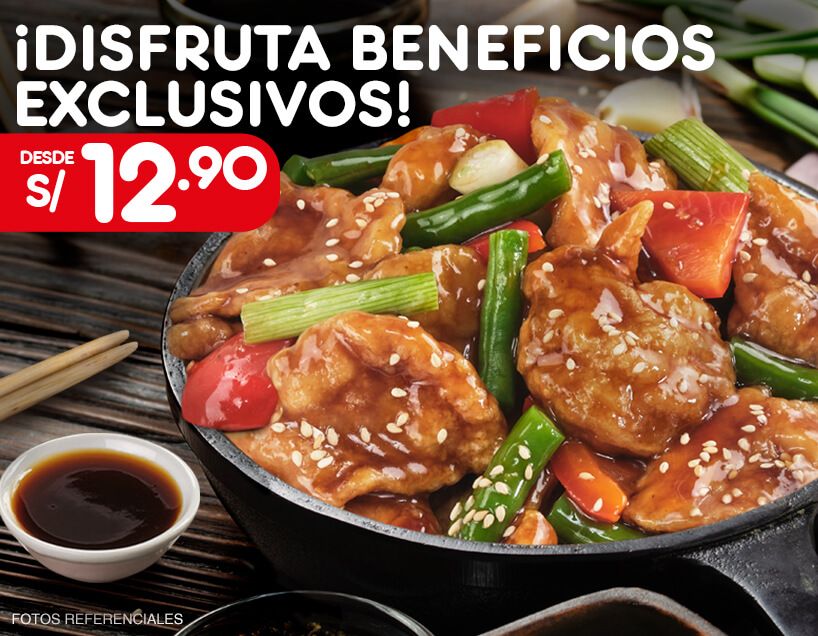 ¡DISFRUTA BENEFICIOS
EXCLUSIVOS!
DESDE
S/ 12.90
FOTOS REFERENCIALES